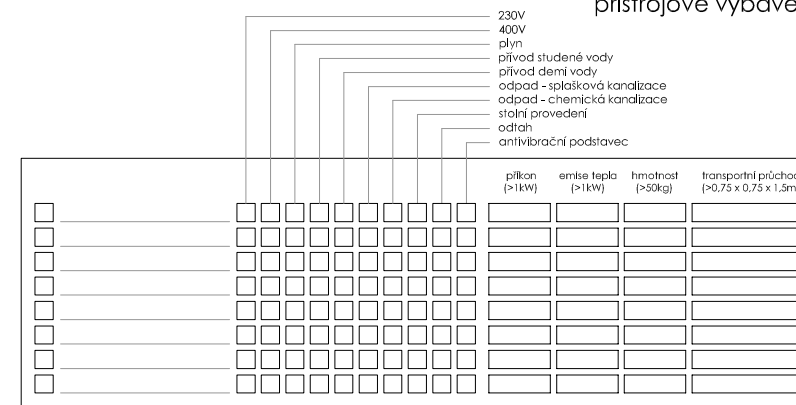 přístrojové vybave
230V
400V
plyn
přívod studené vody
přívod demi vody
odpad - splašková kanalizace
odpad - chemická kanalizace
stolní provedení
odtah
antivibrační podstavec
příkon emise tepla hmotnost transportní průchod
(>1kW) (>1kW) (>50kg) (>0,75 x 0,75 x 1,5m